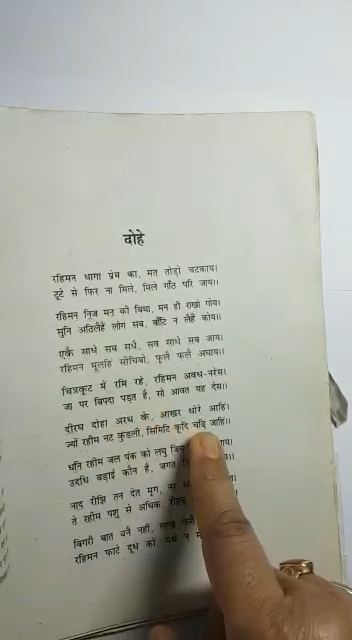 दोहे
रहिमन धागा प्रेम का, मत तोड़ो चटकाय।
टूटे से फिर ना मिले, मिले गाँठ परि जाय।।
रहिमन निज मन की बिथा, मन ही राखो गोय।
सुनि अठिलैहैं लोग सब, बाँटि न लैहैं कोय।।
एकै साधे सब सधै, सब साधे सब जाय।
रहिमन मूलहिं सींचिबो, फूलै फलै अघाय।।
चित्रकूट में रमि रहे, रहिमन अवध-नरेस।
जा पर बिपदा पड़त है, सो आवत यह देस।।
दीरघ दोहा अरथ के, आखर थोरे आहिं।
ज्यों रहीम नट कुंडली, सिमिटि कूदि चढ़ि जाहिं।।
धनि रहीम जल पंक को लघु जिय
उदधि बड़ाई कौन है, जगत
नाद रीझि तन देत मृग, नर
ते रहीम पशु से अधिक,
बिगरी बात बनै नहीं, लाख
रहिमन फाटे दूध को, मथे न